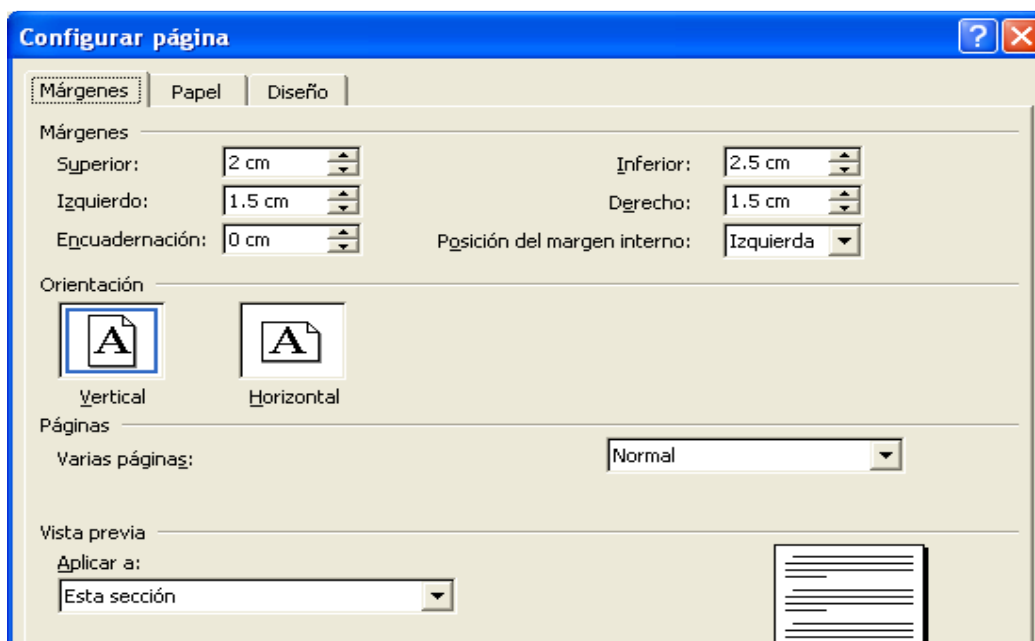 Configurar página
Márgenes Papel Diseño
Márgenes
Superior: 2 cm Inferior: 2.5 cm
Izquierdo: 1.5 cm Derecho: 1.5 cm
Encuadernación: 0 cm Posición del margen interno: Izquierda
Orientación
A A
Vertical Horizontal
Páginas
Varias páginas: Normal
Vista previa
Aplicar a:
Esta sección